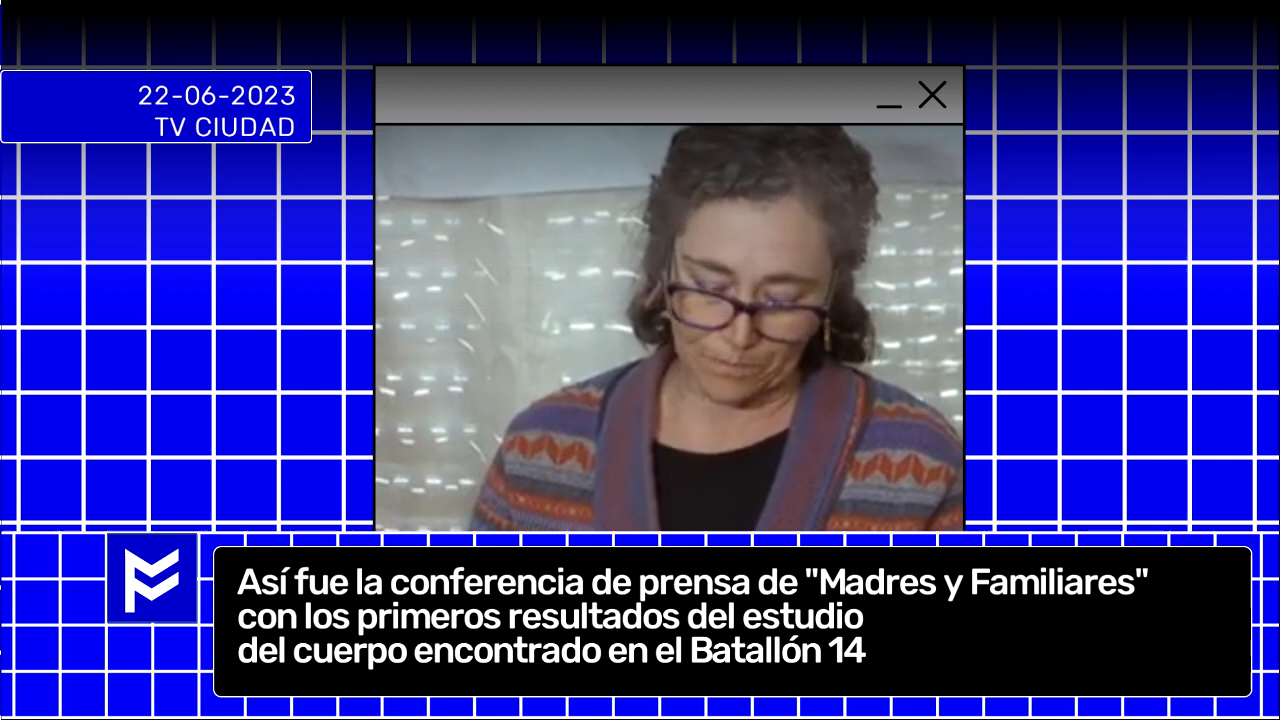 22-06-2023
TV CIUDAD
Así fue la conferencia de prensa de "Madres y Familiares"
con los primeros resultados del estudio
del cuerpo encontrado en el Batallón 14